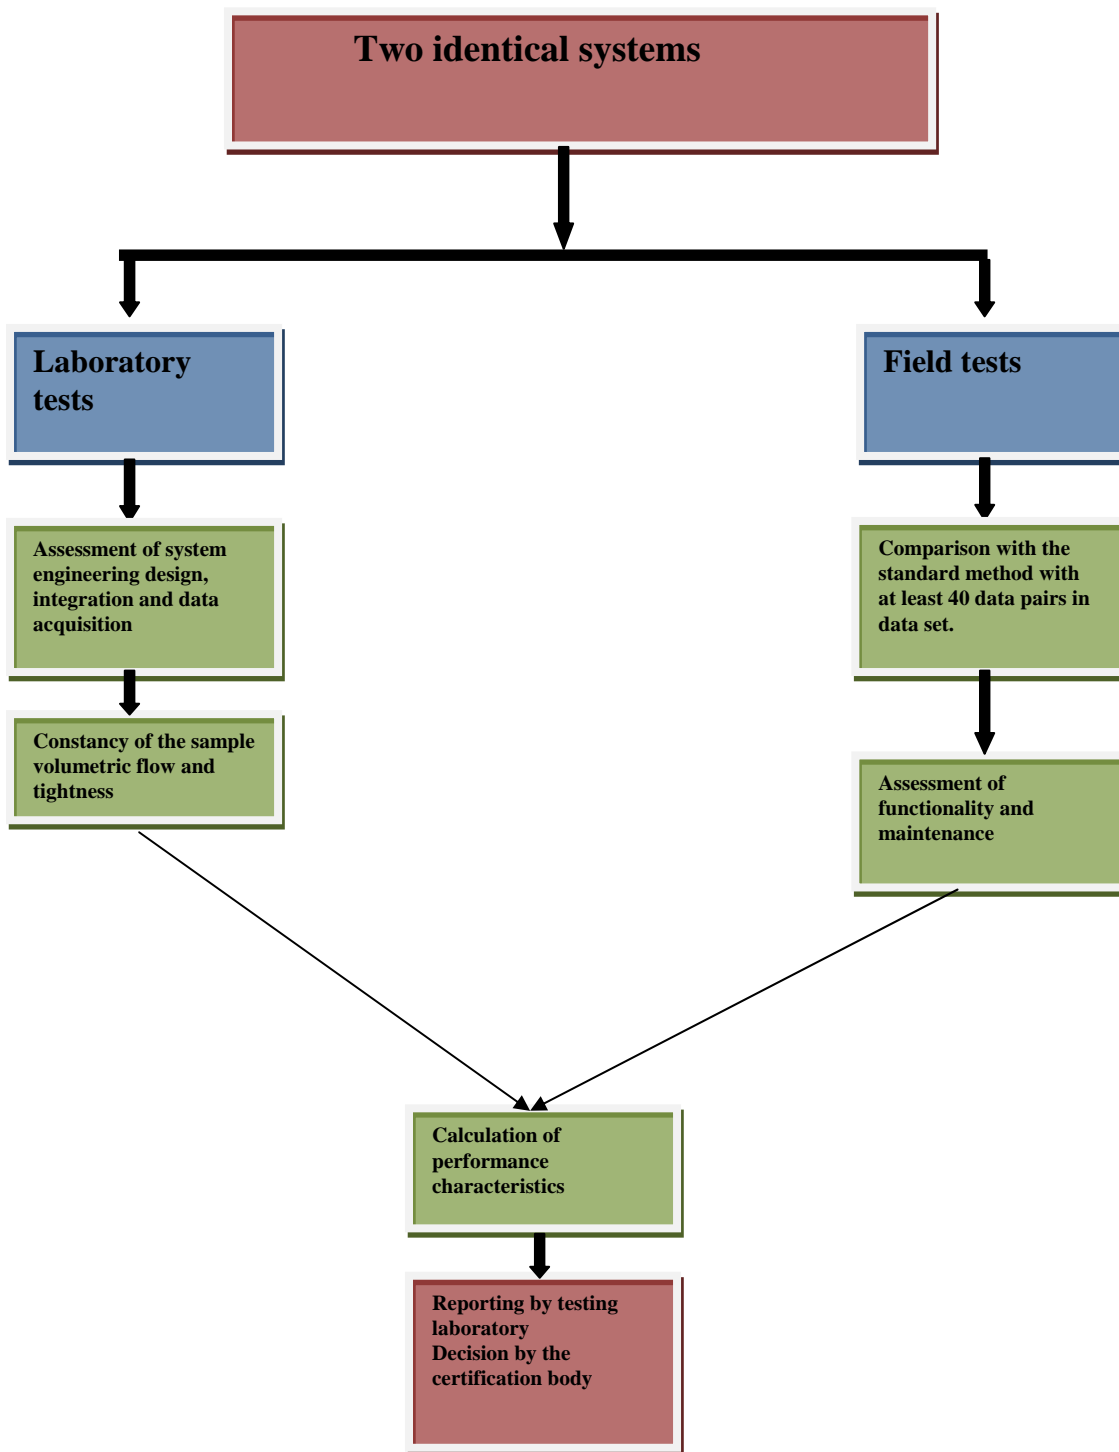 Two identical systems
Laboratory
tests
Field tests
Assessment of system
engineering design,
integration and data
acquisition
Comparison with the
standard method with
at least 40 data pairs in
data set.
Constancy of the sample
volumetric flow and
tightness
Assessment of
functionality and
maintenance
Calculation of
performance
characteristics
Reporting by testing
laboratory
Decision by the
certification body